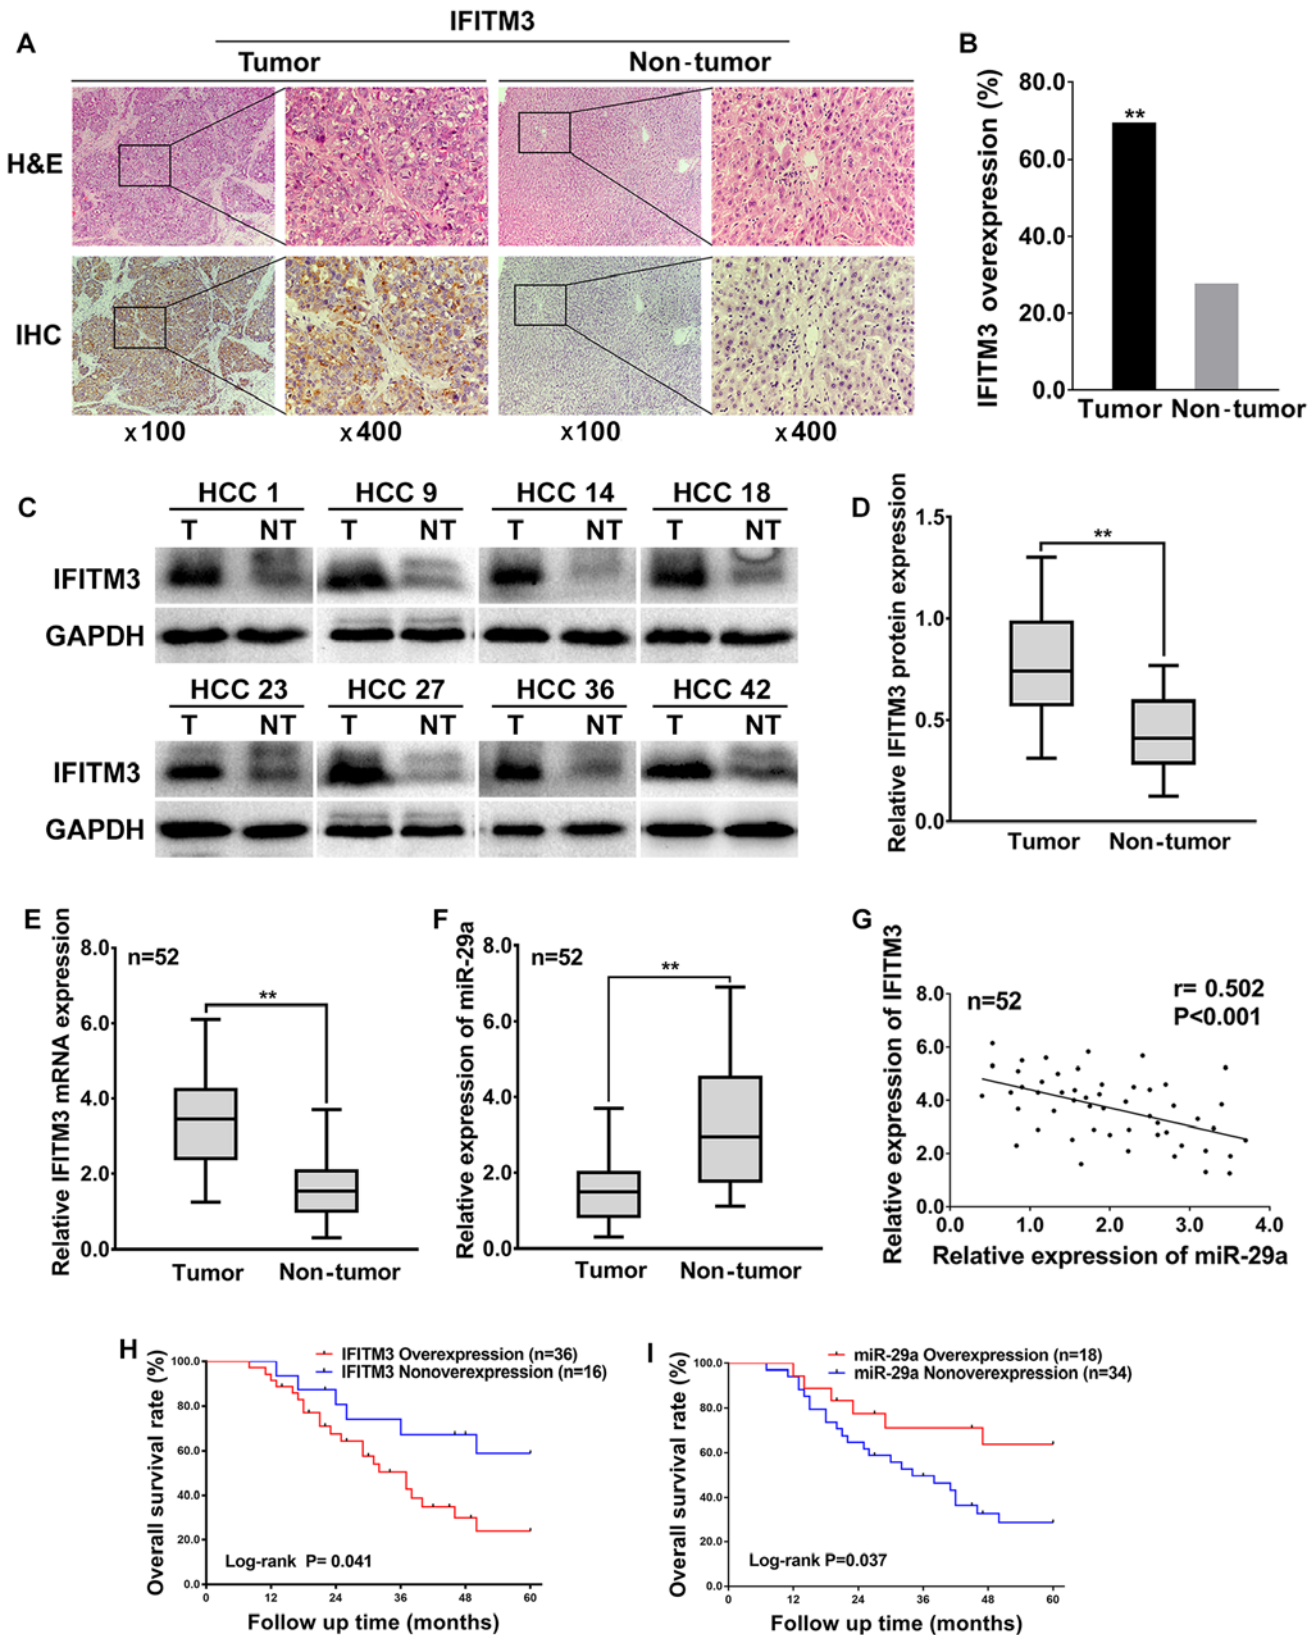 A
IFITM3
Tumor Non-tumor
H&E
IHC
x100 x400 x100 x400
B
IFITM3 overexpression (%)
80.0
60.0
40.0
20.0
0.0
**
Tumor Non-tumor
C
HCC 1 HCC 9 HCC 14 HCC 18
T NT T NT T NT T NT
IFITM3
GAPDH
HCC 23 HCC 27 HCC 36 HCC 42
T NT T NT T NT T NT
IFITM3
GAPDH
D
Relative IFITM3 protein expression
1.5
1.0
0.5
0.0
**
Tumor Non-tumor
E
Relative IFITM3 mRNA expression
8.0
6.0
4.0
2.0
0.0
n=52
**
Tumor Non-tumor
F
Relative expression of miR-29a
8.0
6.0
4.0
2.0
0.0
n=52
**
Tumor Non-tumor
G
Relative expression of IFITM3
8.0
6.0
4.0
2.0
0.0
n=52
r= 0.502
P<0.001
0.0 1.0 2.0 3.0 4.0
Relative expression of miR-29a
H
Overall survival rate (%)
100.0
80.0
60.0
40.0
20.0
0.0
IFITM3 Overexpression (n=36)
IFITM3 Nonoverexpression (n=16)
Log-rank P= 0.041
0 12 24 36 48 60
Follow up time (months)
I
Overall survival rate (%)
100.0
80.0
60.0
40.0
20.0
0.0
miR-29a Overexpression (n=18)
miR-29a Nonoverexpression (n=34)
Log-rank P=0.037
0 12 24 36 48 60
Follow up time (months)